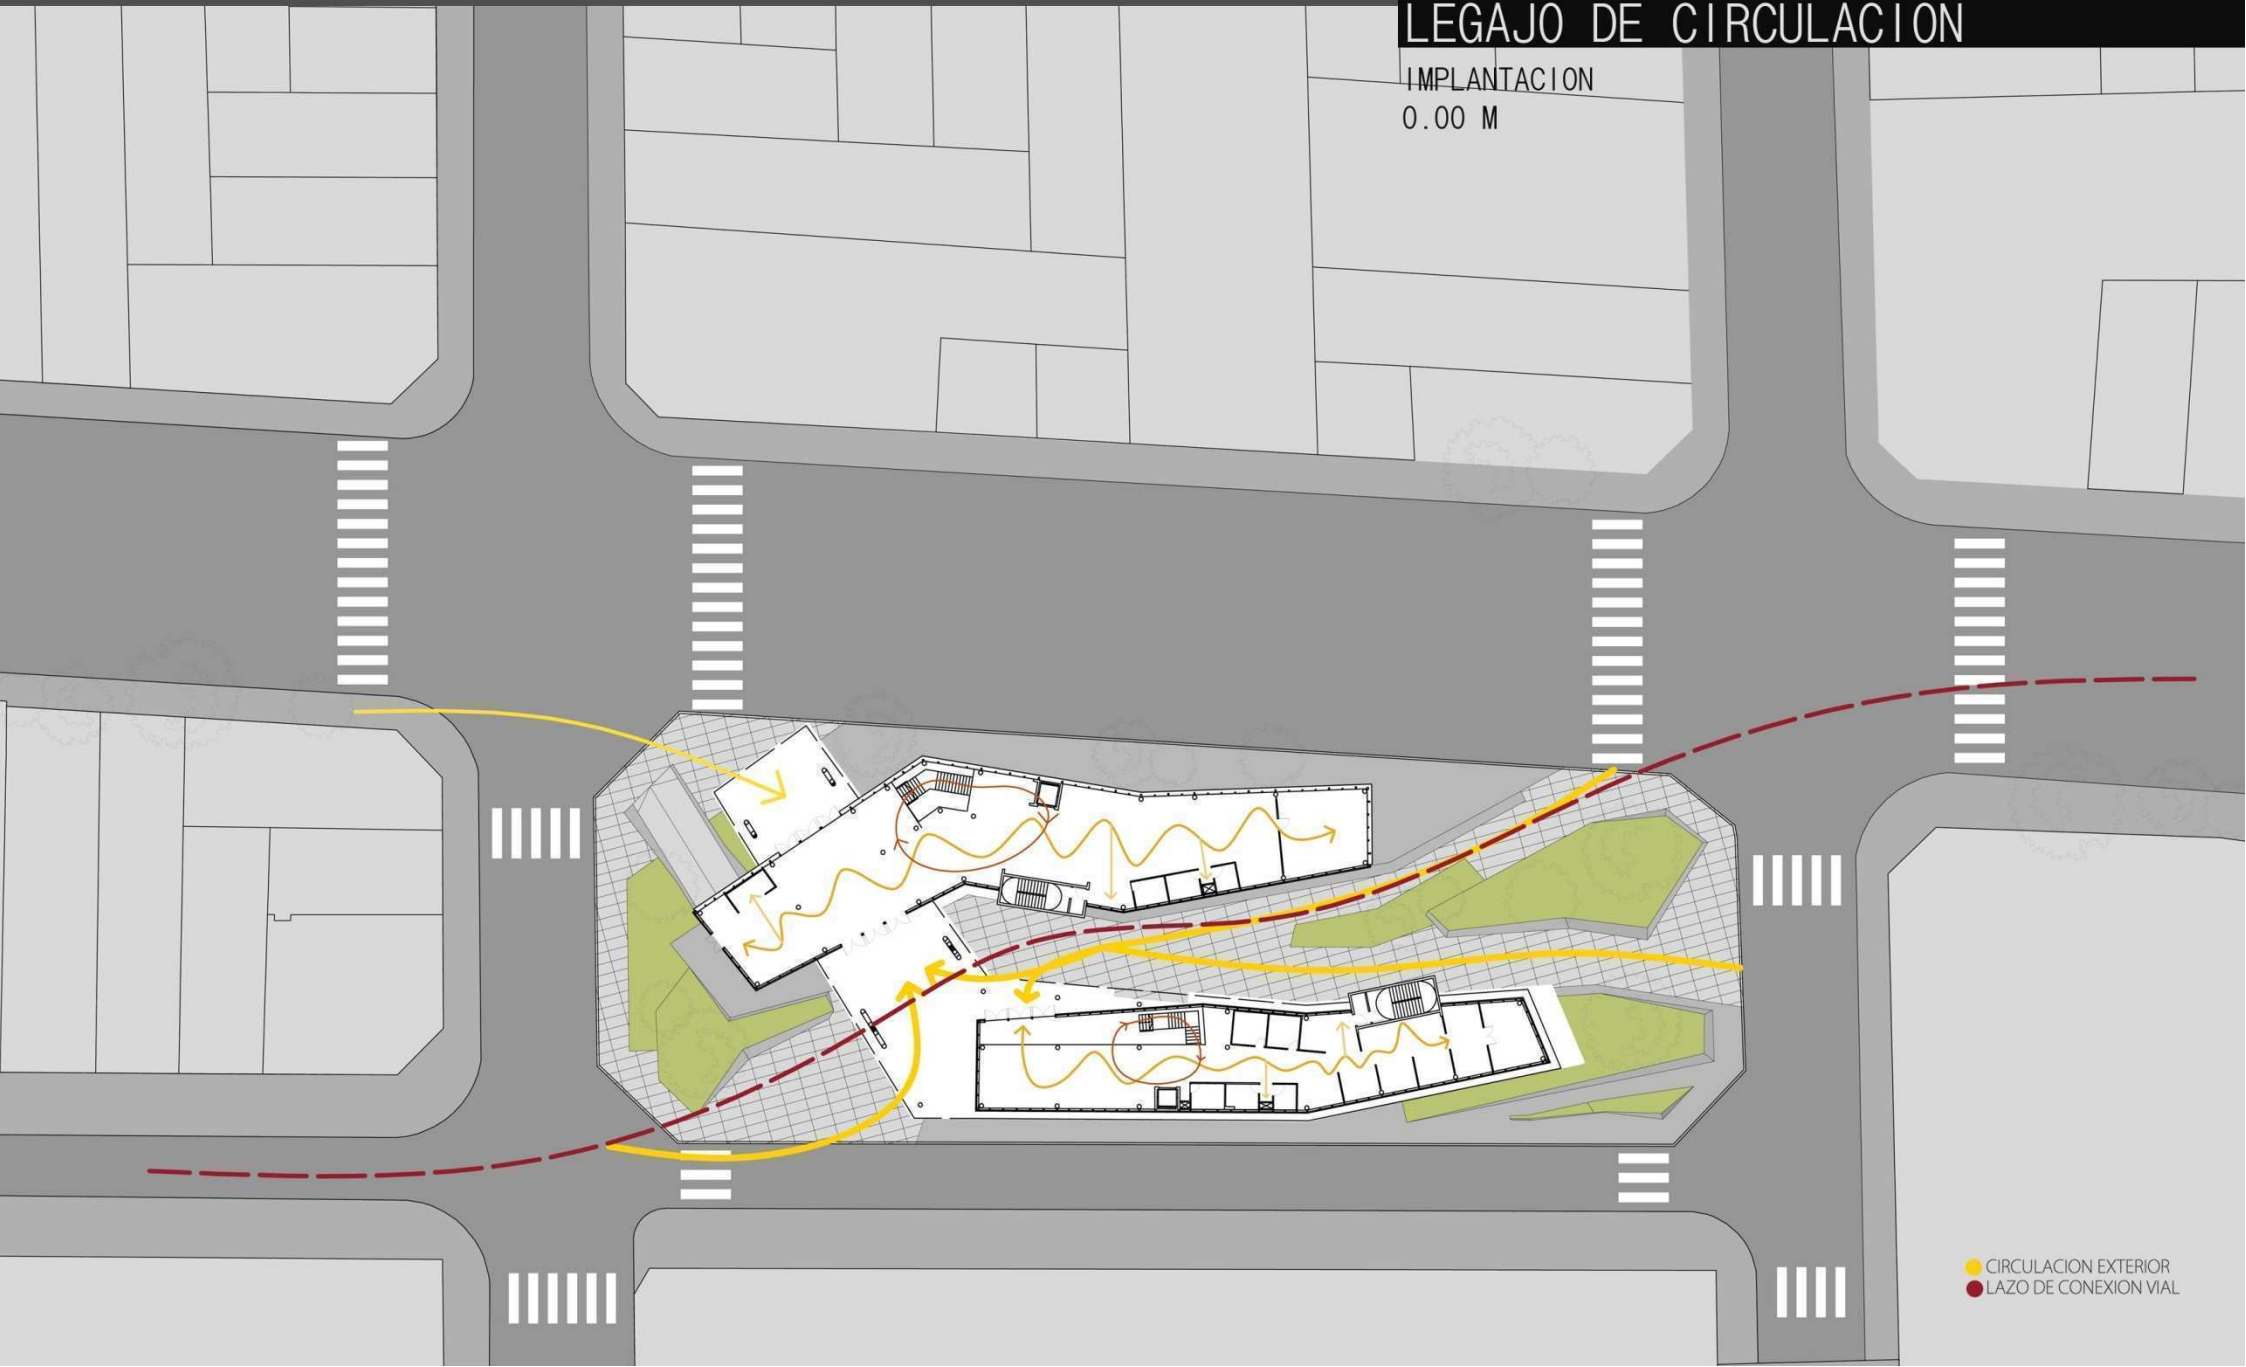 LEGAJO DE CIRCULACION
IMPLANTACION
0.00 M
CIRCULACION EXTERIOR
LAZO DE CONEXION VIAL